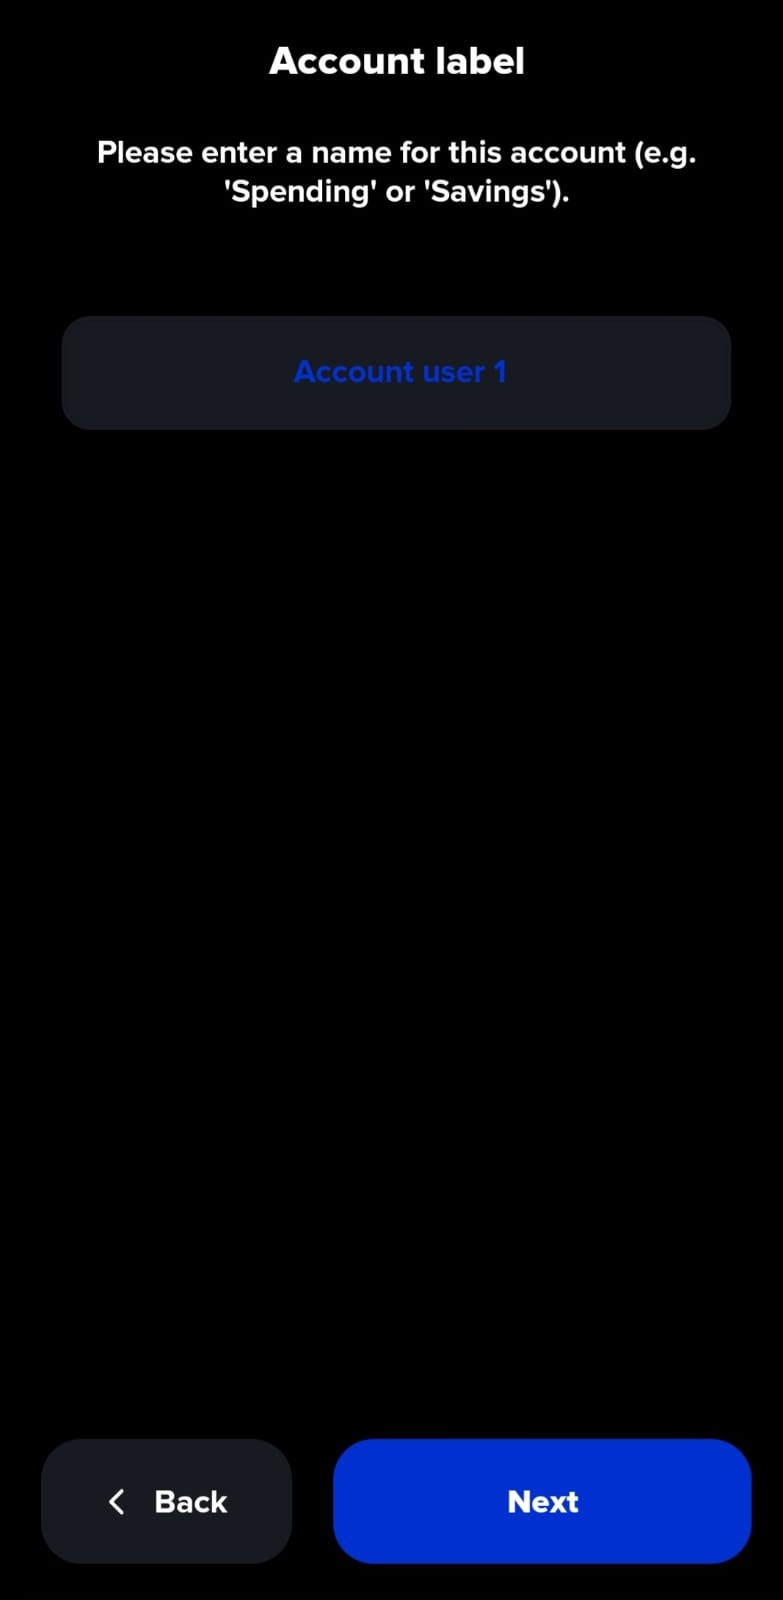 Account label
Please enter a name for this account (e.g.
'Spending' or 'Savings').
Account user 1
Back
Next